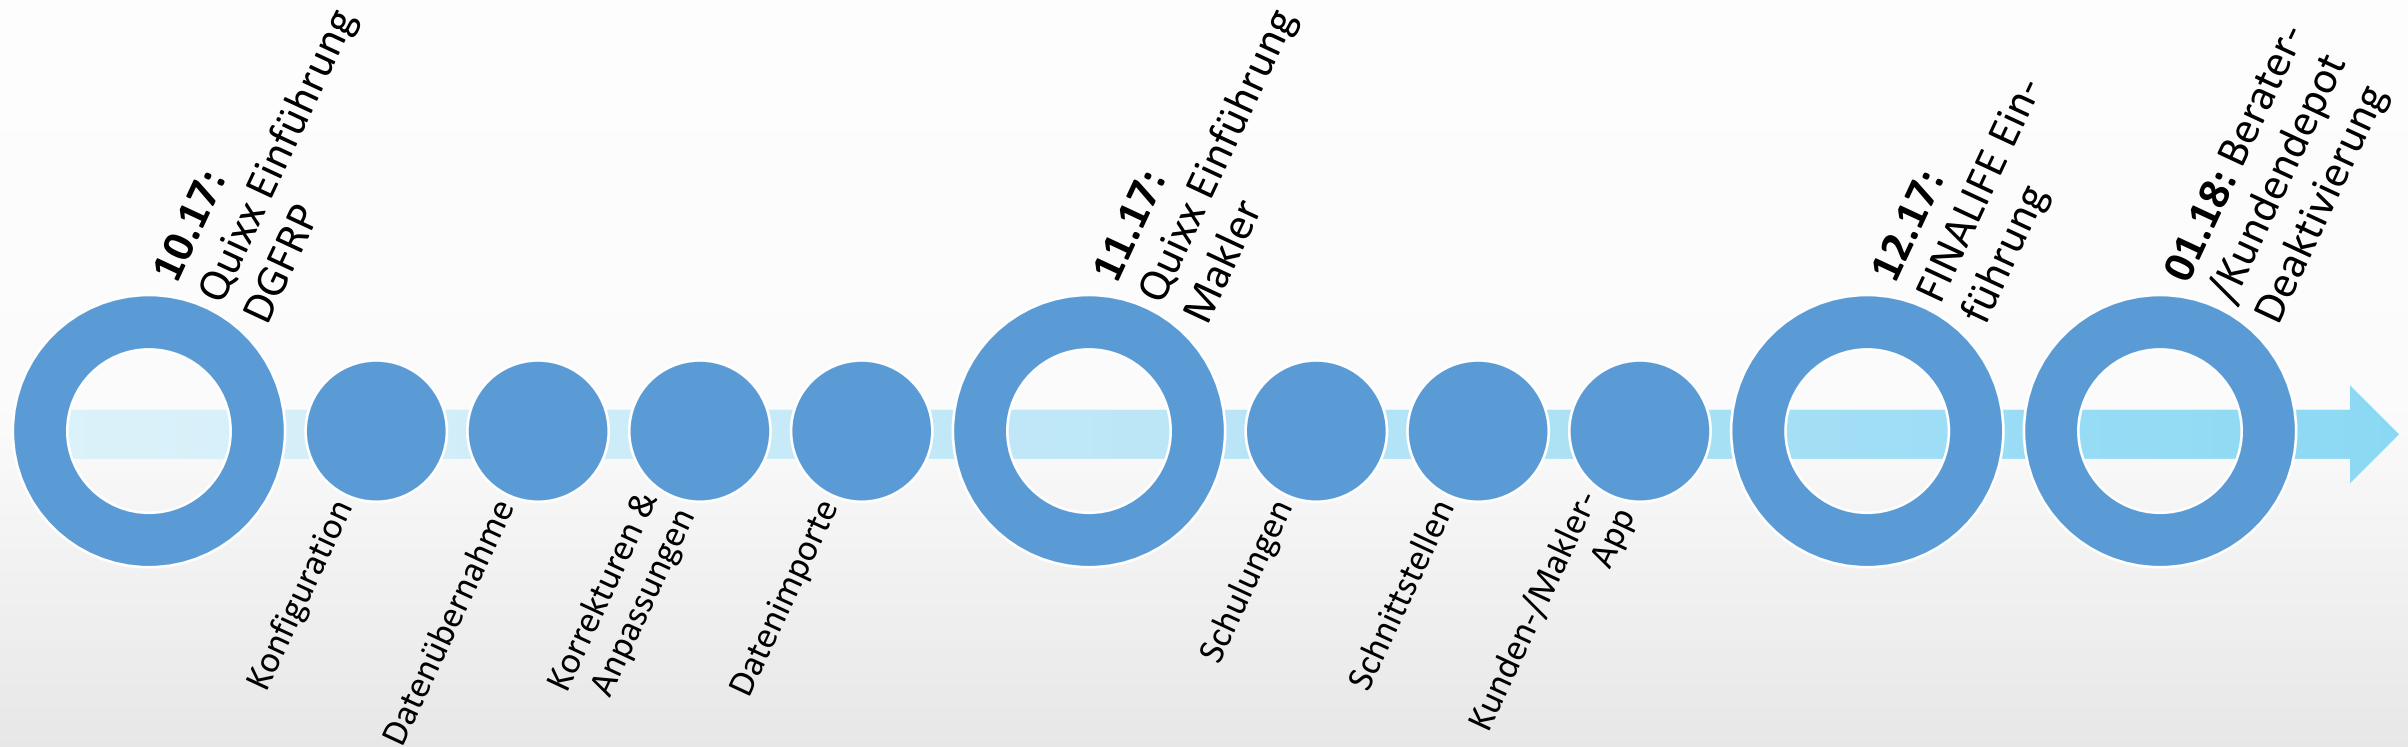 10.17:
Quixx Einführung
DGFRP
Konfiguration
Datenübernahme
Korrekturen &
Anpassungen
Datenimporte
11.17:
Quixx Einführung
Makler
Schulungen
Schnittstellen
Kunden-/Makler-
App
12.17:
FINALIFE Ein-
führung
01.18: Berater-
/Kundendepot
Deaktivierung